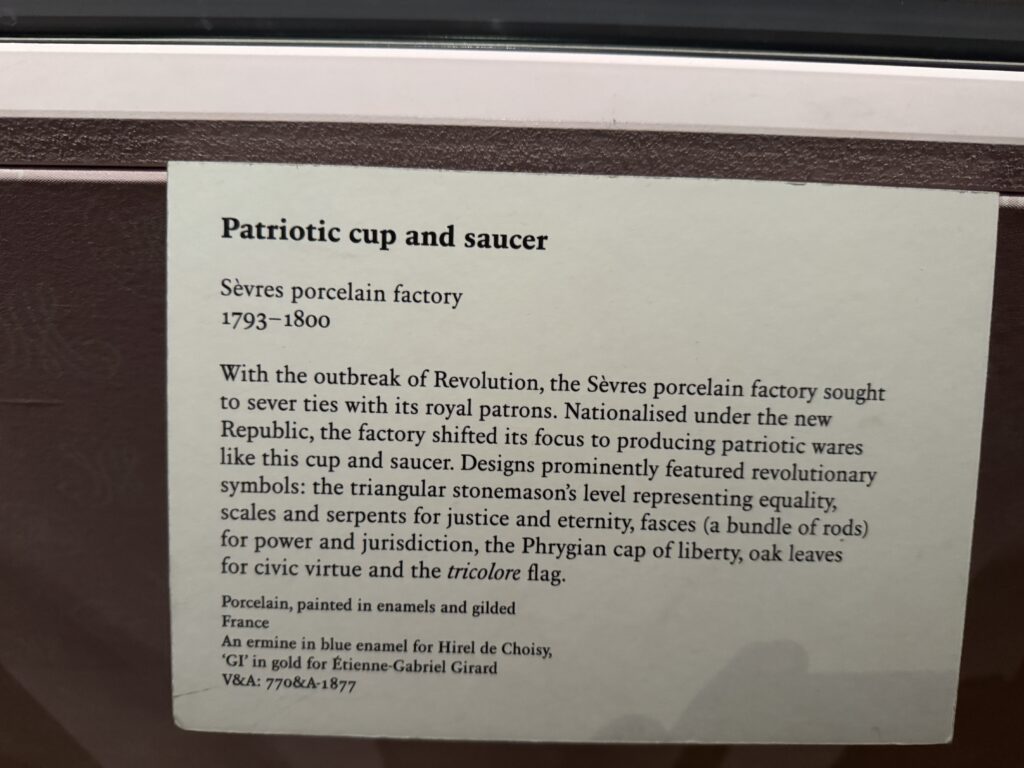 Patriotic cup and saucer
Sèvres porcelain factory
1793–1800
With the outbreak of Revolution, the Sèvres porcelain factory sought
to sever ties with its royal patrons. Nationalised under the new
Republic, the factory shifted its focus to producing patriotic wares
like this cup and saucer. Designs prominently featured revolutionary
symbols: the triangular stonemason’s level representing equality,
scales and serpents for justice and eternity, fasces (a bundle of rods)
for power and jurisdiction, the Phrygian cap of liberty, oak leaves
for civic virtue and the tricolore flag.
Porcelain, painted in enamels and gilded
France
An ermine in blue enamel for Hirel de Choisy,
‘GI’ in gold for Étienne-Gabriel Girard
V&A: 770&A-1877